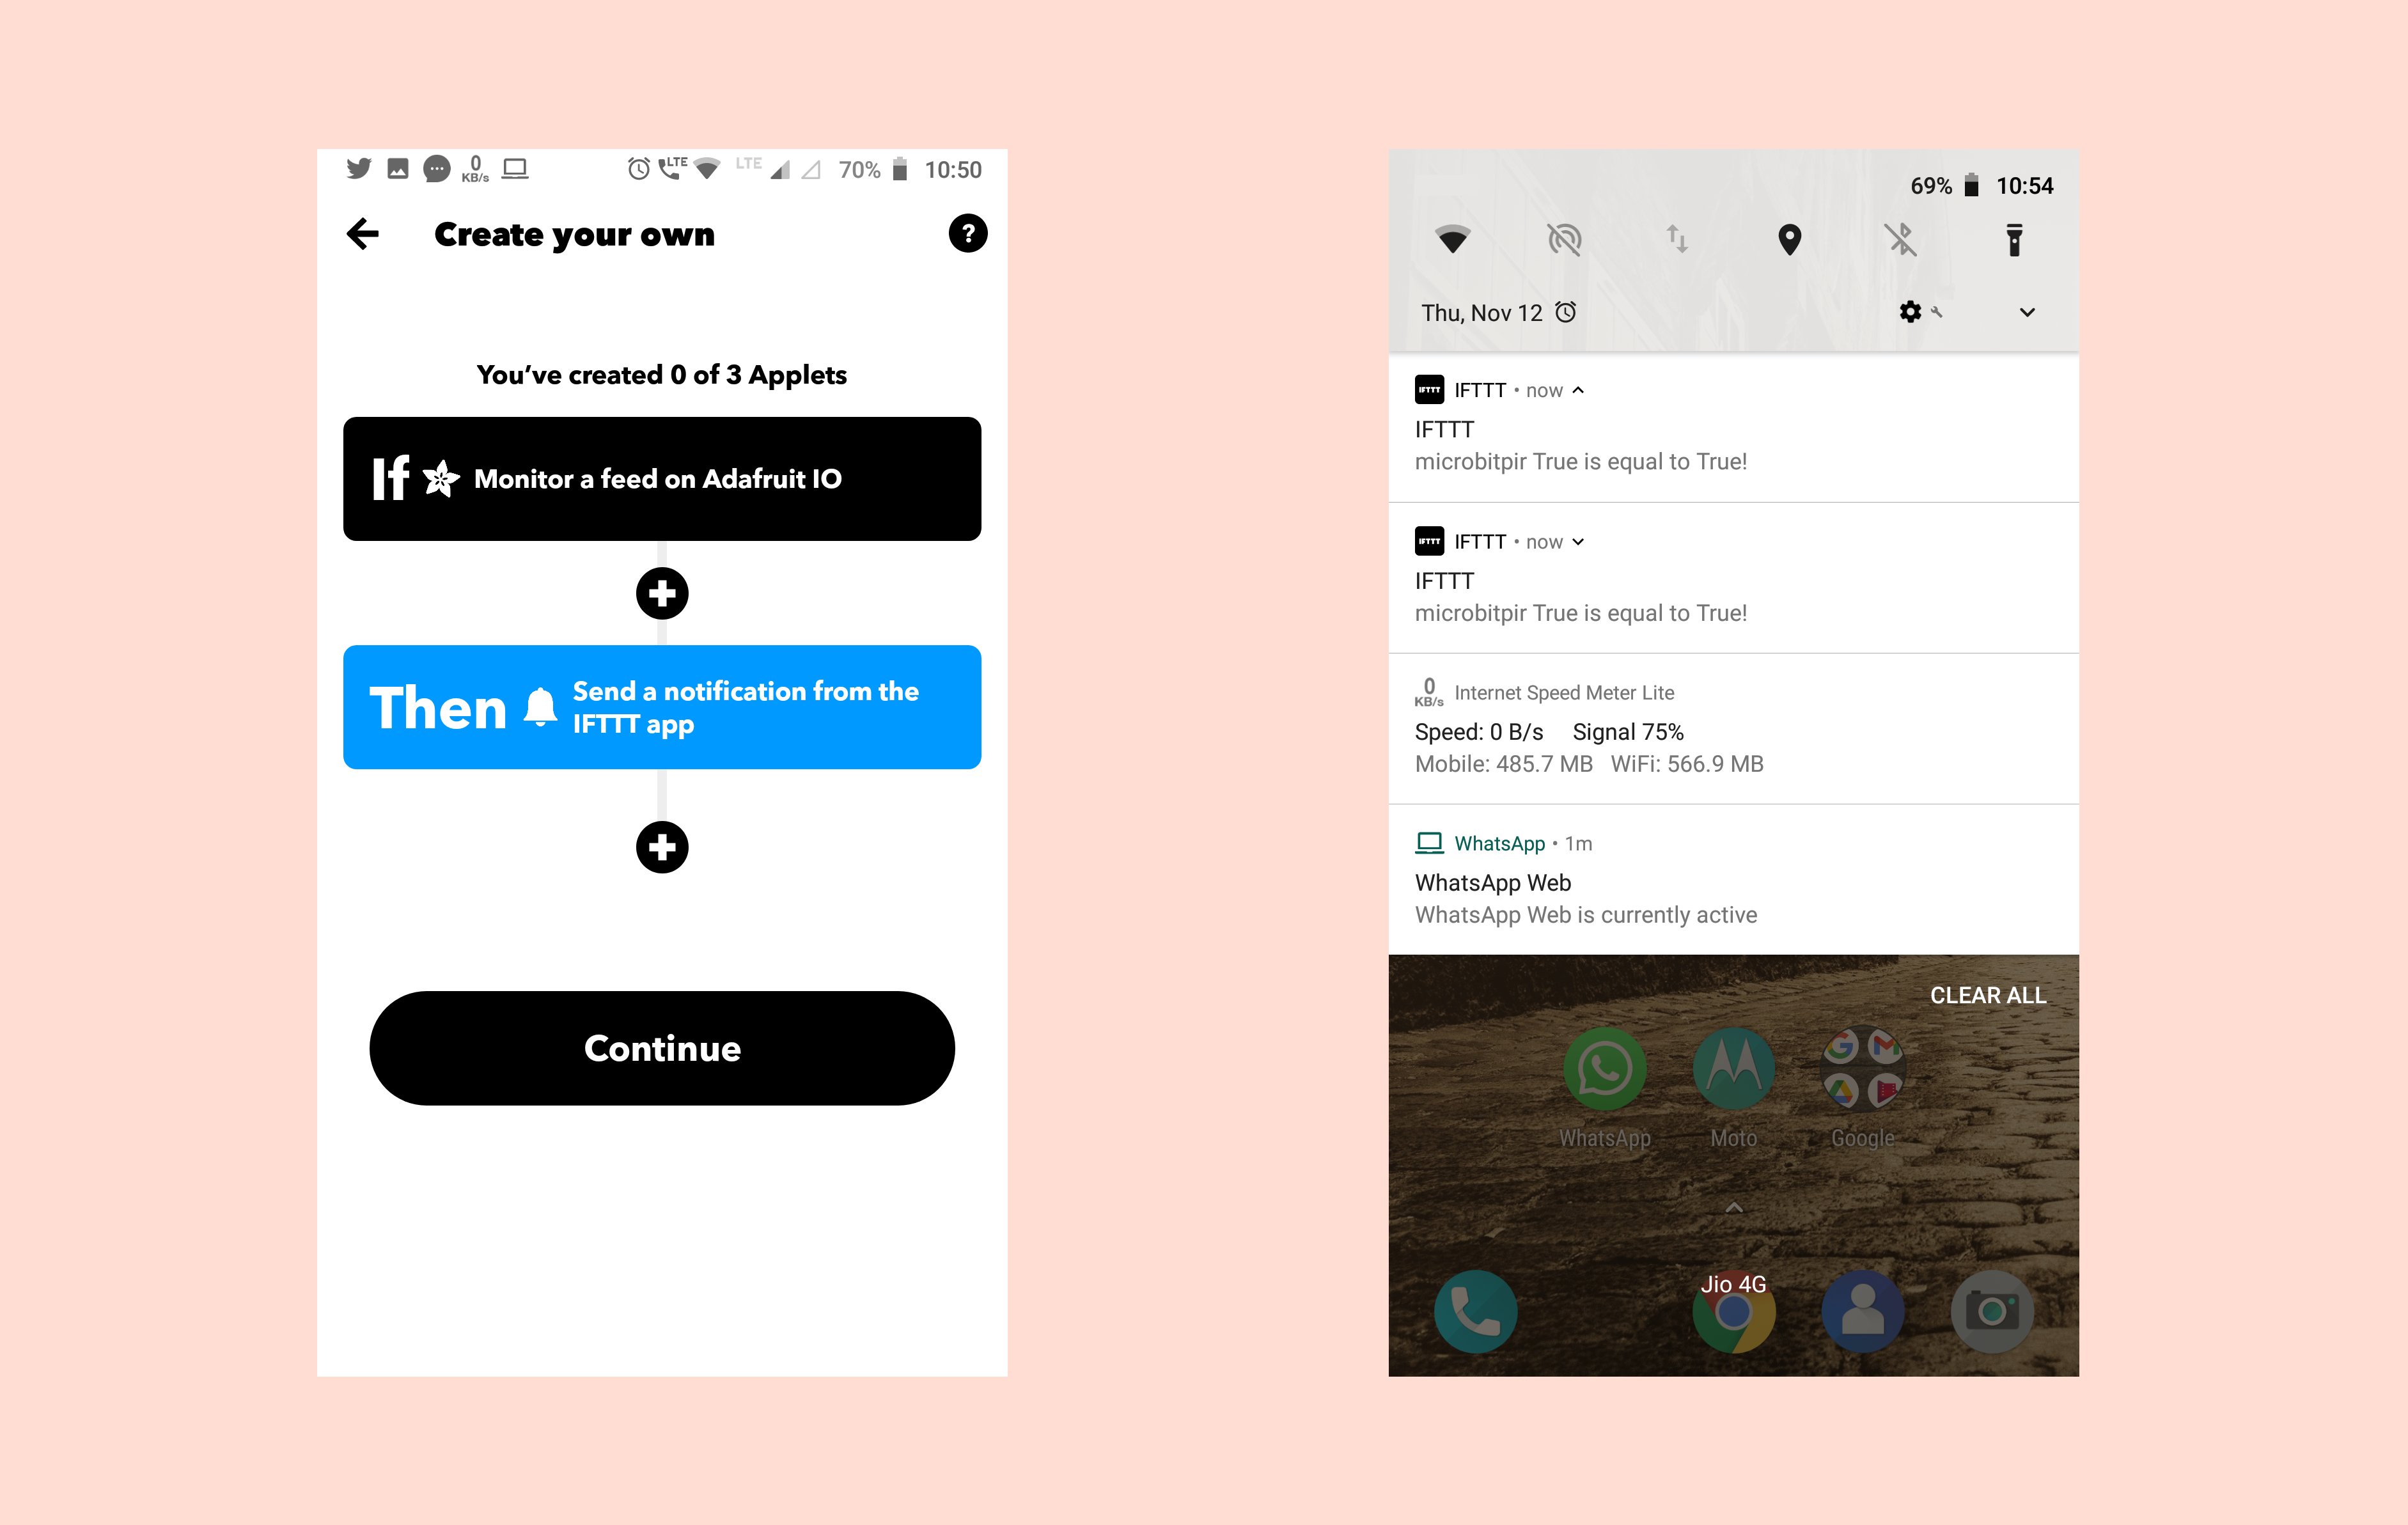 0
KB/s
LTE
LTE
70%
10:50
Create your own
?
You've created 0 of 3 Applets
If Monitor a feed on Adafruit IO
Then Send a notification from the
IFTTT app
Continue
69% 10:54
Thu, Nov 12
IFTTT IFTTT • now
IFTTT
microbitpir True is equal to True!
IFTTT IFTTT • now
IFTTT
microbitpir True is equal to True!
0
KB/s Internet Speed Meter Lite
Speed: 0 B/s Signal 75%
Mobile: 485.7 MB WiFi: 566.9 MB
WhatsApp • 1m
WhatsApp Web
WhatsApp Web is currently active
CLEAR ALL
WhatsApp Moto Google
Jio 4G